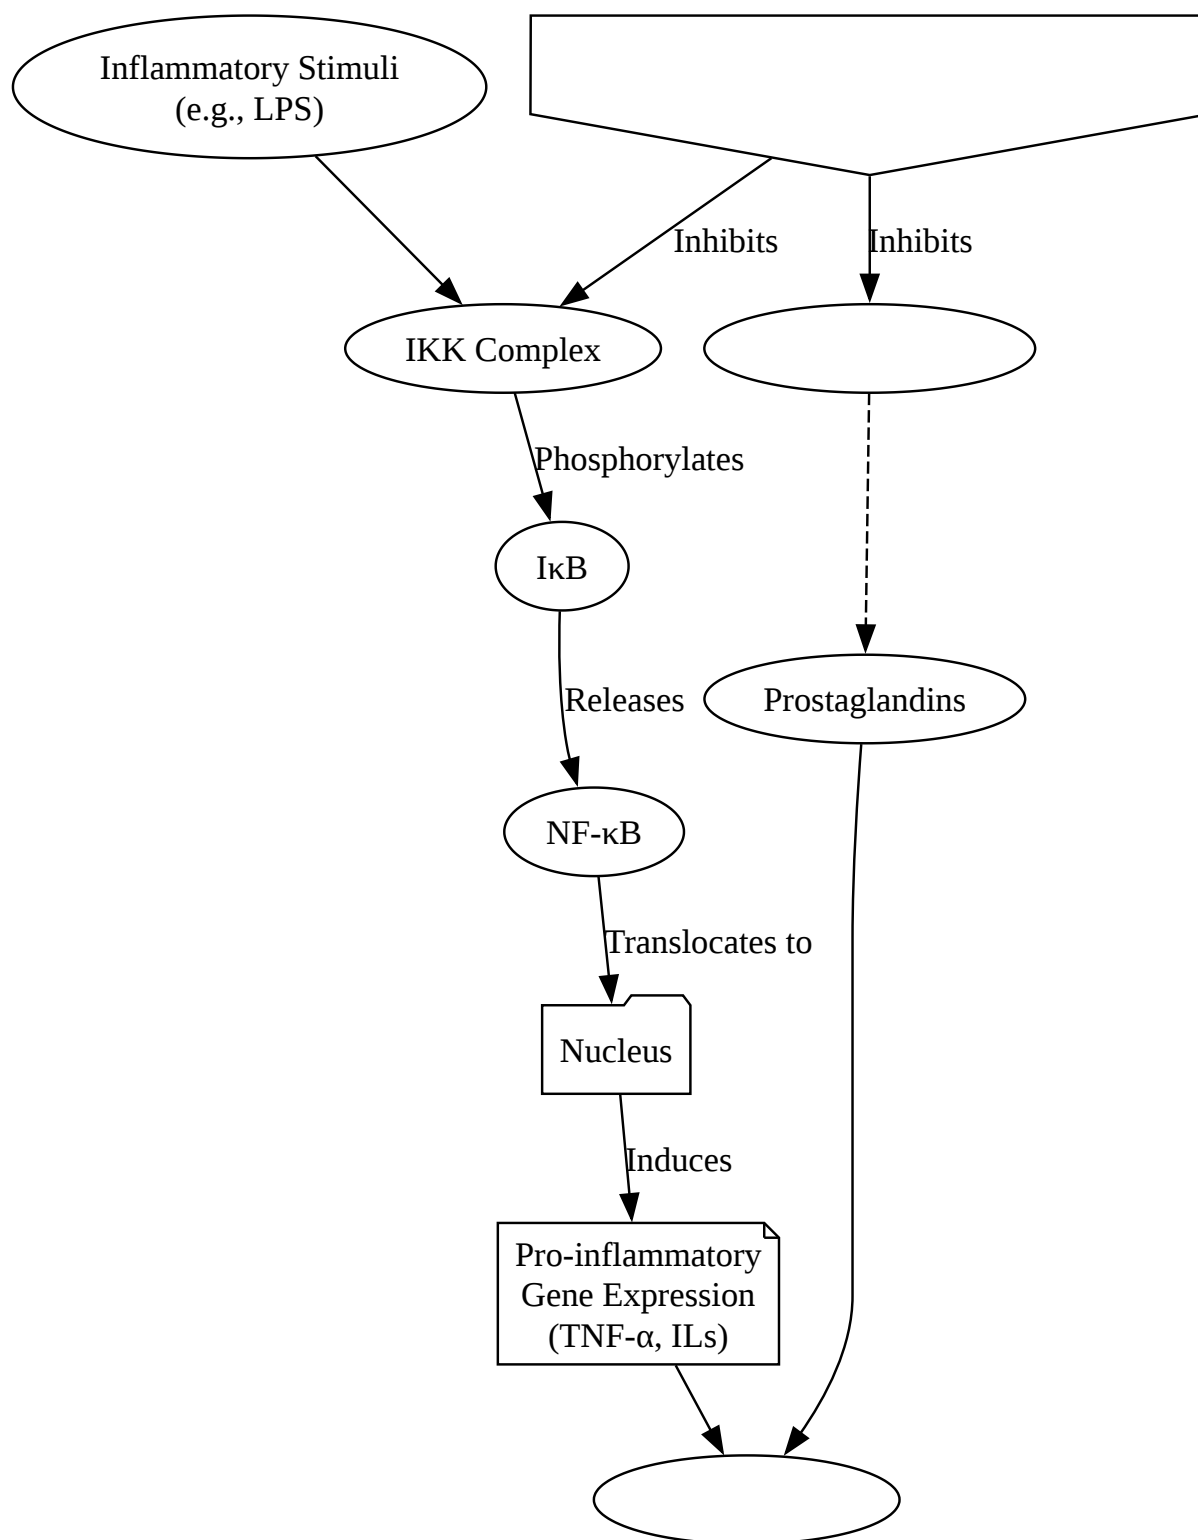 Inflammatory Stimuli
(e.g., LPS)
Inhibits
Inhibits
IKK Complex
Phosphorylates
IκB
Releases
Prostaglandins
NF-κB
Translocates to
Nucleus
Induces
Pro-inflammatory
Gene Expression
(TNF-α, ILs)